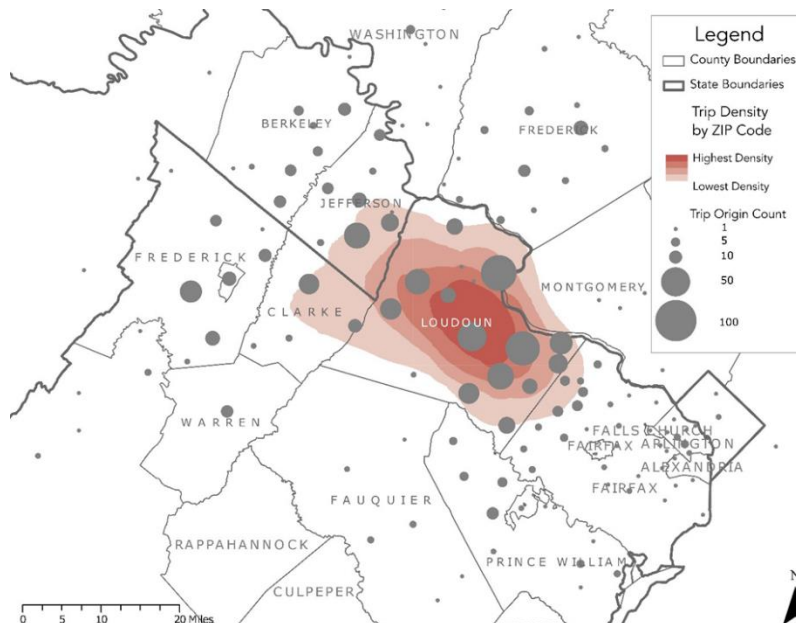 WASHINGTON
BERKELEY
FREDERICK
JEFFERSON
FREDERICK
CLARKE
LOUDOUN
MONTGOMERY
WARREN
FALLS CHURCH
FAIRFAX
ARLINGTON
ALEXANDRIA
FAIRFAX
FAUQUIER
RAPPAHANNOCK
PRINCE WILLIAM
CULPEPER
Legend
County Boundaries
State Boundaries
Trip Density
by ZIP Code
Highest Density
Lowest Density
Trip Origin Count
1
5
10
50
100
0 5 10 20 Miles
N